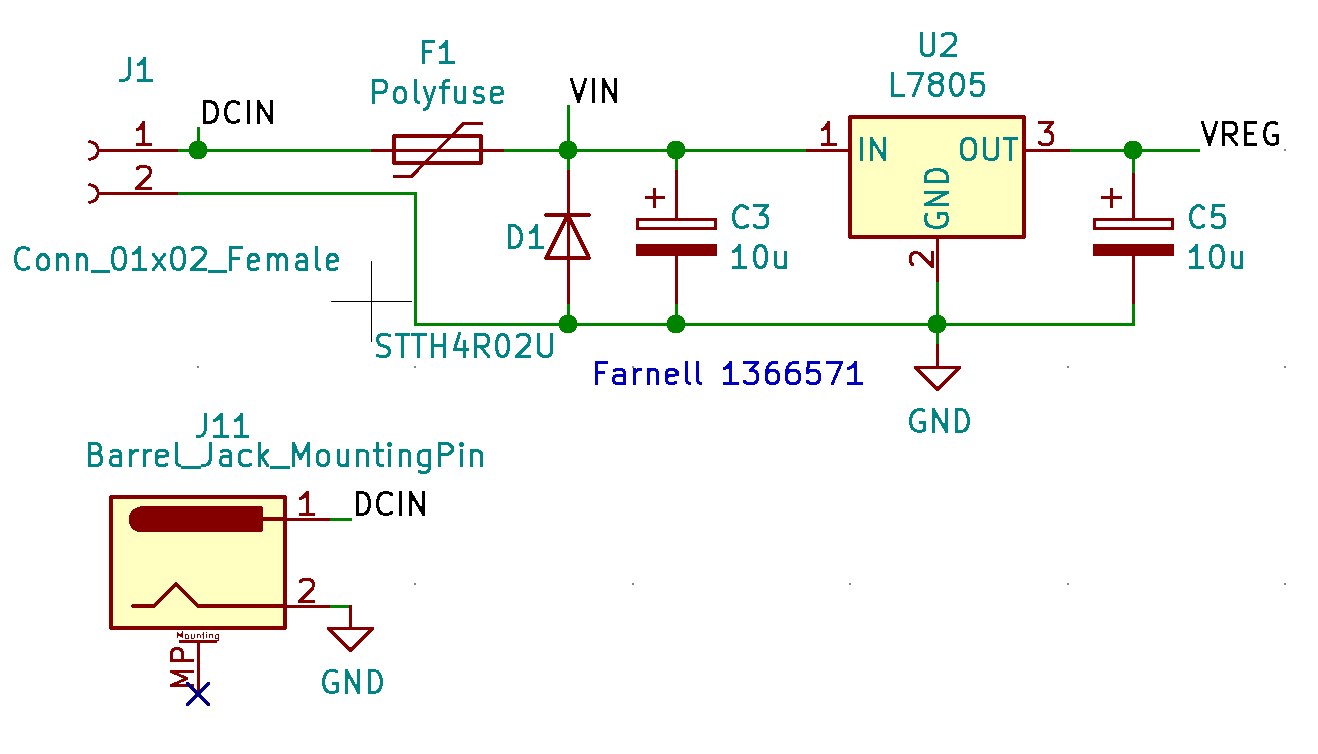 J1
DCIN
1
2
Conn_01x02_Female
F1
Polyfuse
VIN
D1
STTH4R02U
+
C3
10u
Farnell 1366571
U2
L7805
1
IN
OUT
3
GND
2
GND
VREG
+
C5
10u
J11
Barrel_Jack_MountingPin
1
DCIN
2
GND
Mounting
MP